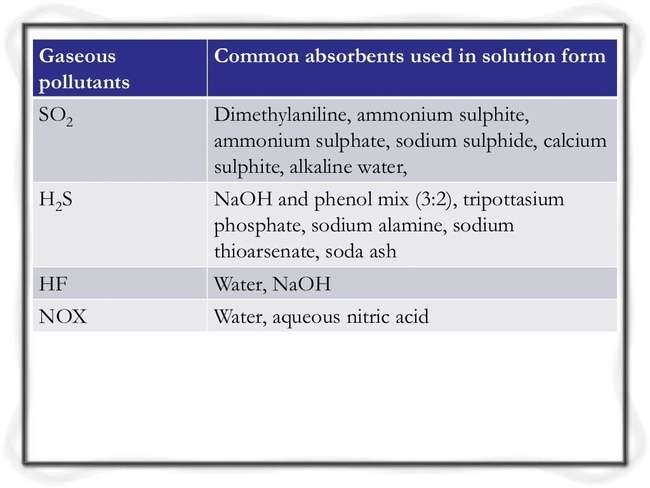 Gaseous pollutants
Common absorbents used in solution form
SO₂
Dimethylaniline, ammonium sulphite,
ammonium sulphate, sodium sulphide, calcium
sulphite, alkaline water,
H₂S
NaOH and phenol mix (3:2), tripottasium
phosphate, sodium alamine, sodium
thioarsenate, soda ash
HF
Water, NaOH
NOX
Water, aqueous nitric acid